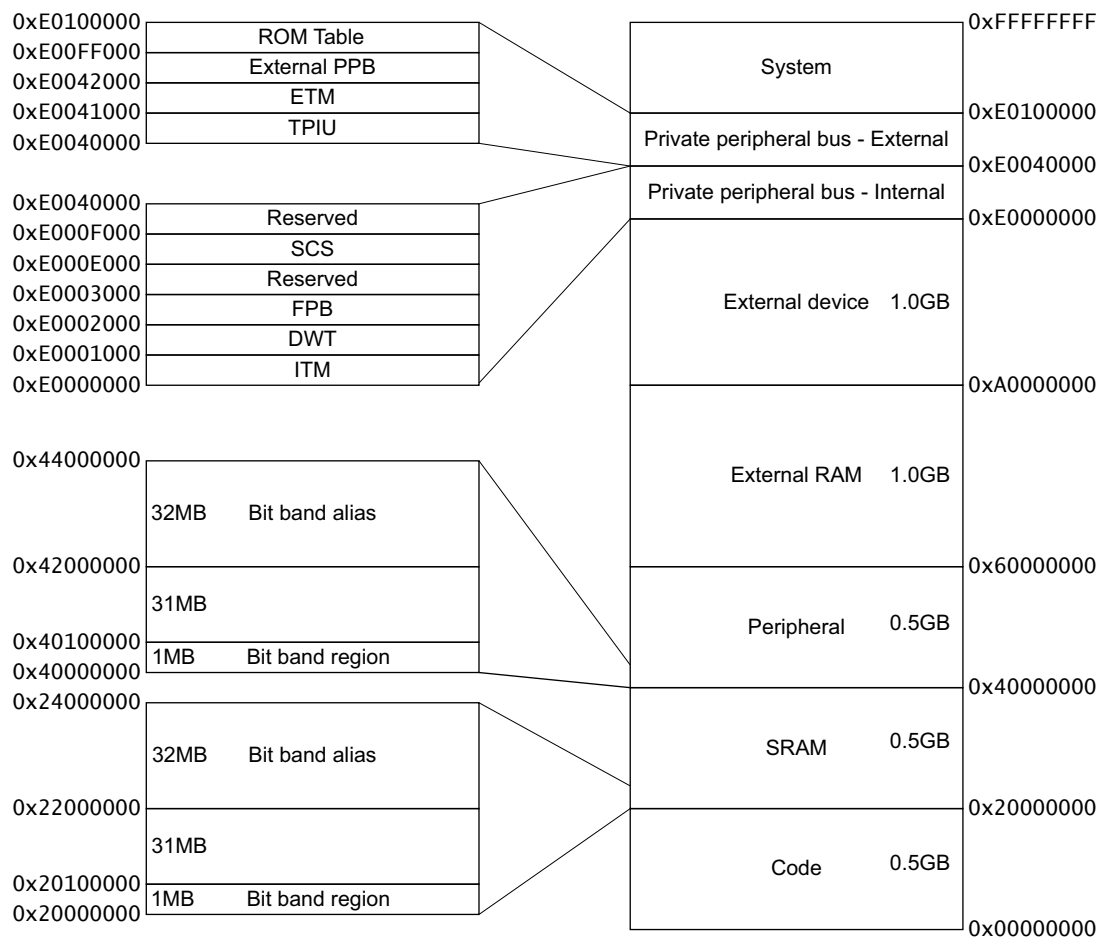 0xE0100000
ROM Table
0xE00FF000
External PPB
0xE0042000
ETM
0xE0041000
TPIU
0xE0040000
0xE0040000
Reserved
0xE000F000
SCS
0xE000E000
Reserved
0xE0003000
FPB
0xE0002000
DWT
0xE0001000
ITM
0xE0000000
0x44000000
32MB Bit band alias
0x42000000
31MB
0x40100000
1MB Bit band region
0x40000000
0x24000000
32MB Bit band alias
0x22000000
31MB
0x20100000
1MB Bit band region
0x20000000
0xFFFFFFFF
System
0xE0100000
Private peripheral bus - External
0xE0040000
Private peripheral bus - Internal
0xE0000000
External device 1.0GB
0xA0000000
External RAM 1.0GB
0x60000000
Peripheral 0.5GB
0x40000000
SRAM 0.5GB
0x20000000
Code 0.5GB
0x00000000